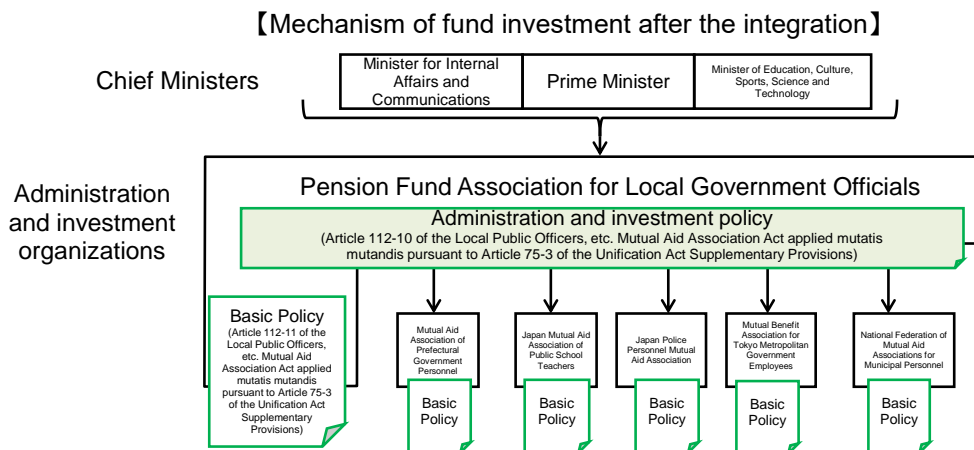 【Mechanism of fund investment after the integration】
Chief Ministers
Minister for Internal
Affairs and
Communications
Prime Minister
Minister of Education, Culture,
Sports, Science and
Technology
Administration
and investment
organizations
Pension Fund Association for Local Government Officials
Administration and investment policy
(Article 112-10 of the Local Public Officers, etc. Mutual Aid Association Act applied mutatis
mutandis pursuant to Article 75-3 of the Unification Act Supplementary Provisions)
Basic Policy
(Article 112-11 of the
Local Public Officers,
etc. Mutual Aid
Association Act applied
mutatis mutandis
pursuant to Article 75-3
of the Unification Act
Supplementary
Provisions)
Mutual Aid
Association of
Prefectural
Government
Personnel
Japan Mutual Aid
Association of
Public School
Teachers
Japan Police
Personnel Mutual
Aid Association
Mutual Benefit
Association for
Tokyo Metropolitan
Government
Employees
National Federation of
Mutual Aid
Associations for
Municipal Personnel
Basic
Policy
Basic
Policy
Basic
Policy
Basic
Policy
Basic
Policy